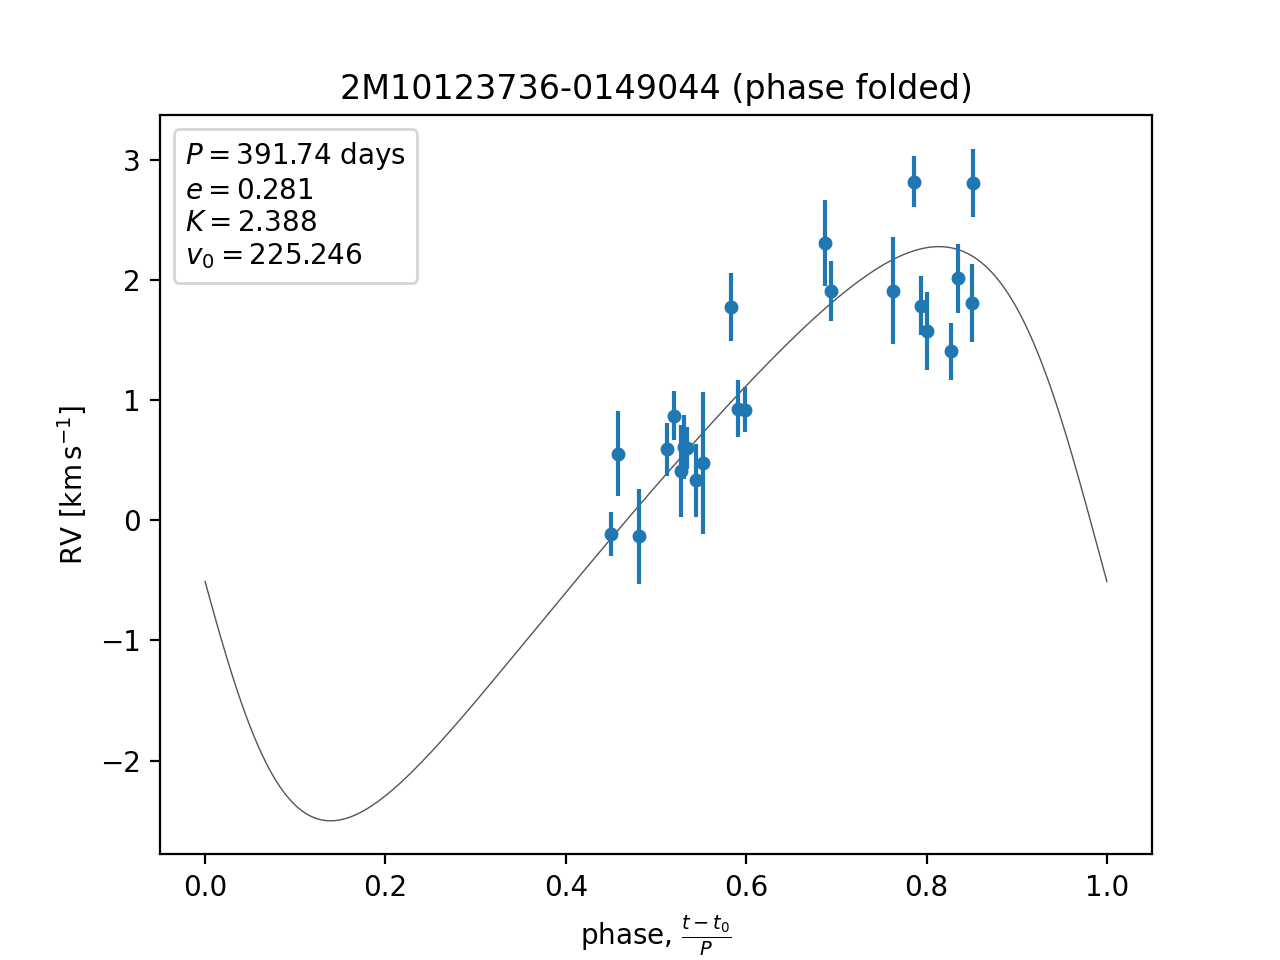 2M10123736-0149044 (phase folded)
P = 391.74 days
e = 0.281
K = 2.388
v₀ = 225.246
3
2
1
0
−1
−2
RV [km s⁻¹]
0.0 0.2 0.4 0.6 0.8 1.0
phase, (t − t₀)/P